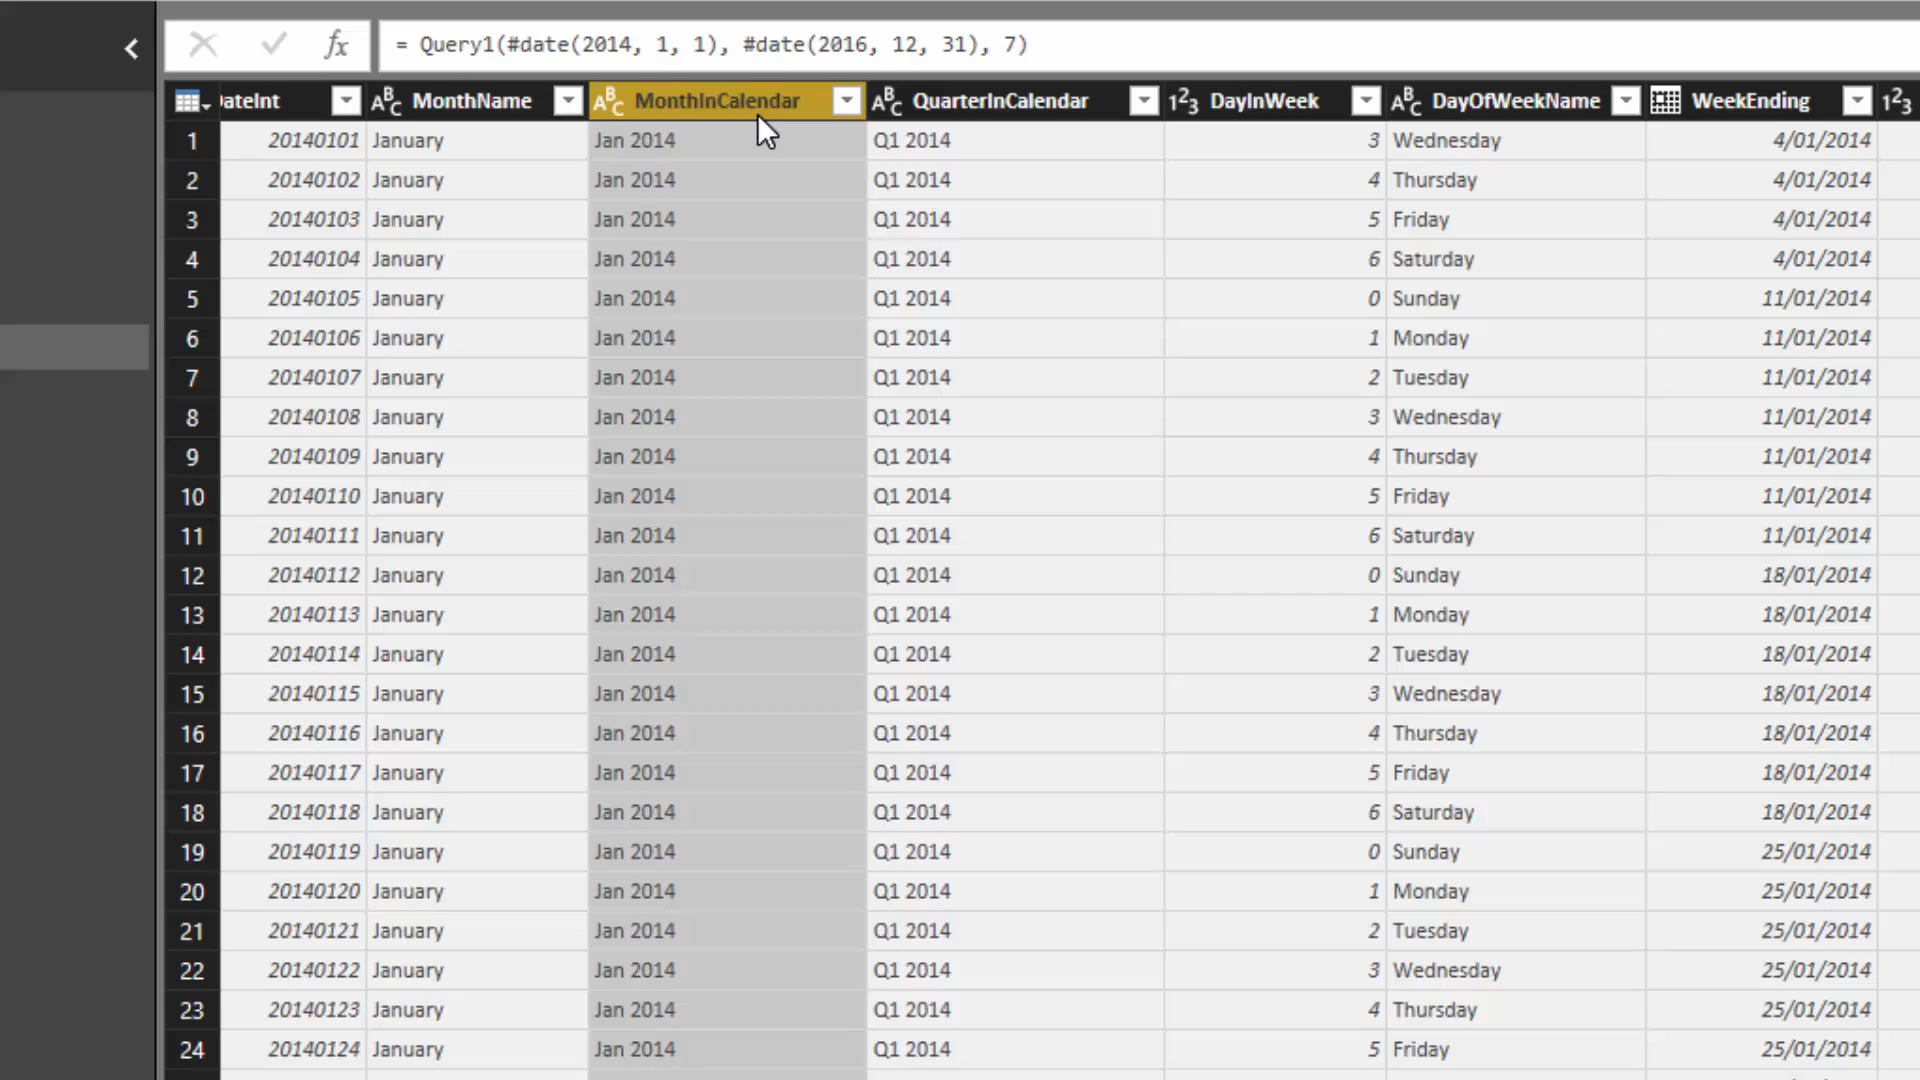 fx = Query1(#date(2014, 1, 1), #date(2016, 12, 31), 7)
DateInt ABC MonthName ABC MonthInCalendar ABC QuarterInCalendar 123 DayInWeek ABC DayOfWeekName WeekEnding 123
1 20140101 January Jan 2014 Q1 2014 3 Wednesday 4/01/2014
2 20140102 January Jan 2014 Q1 2014 4 Thursday 4/01/2014
3 20140103 January Jan 2014 Q1 2014 5 Friday 4/01/2014
4 20140104 January Jan 2014 Q1 2014 6 Saturday 4/01/2014
5 20140105 January Jan 2014 Q1 2014 0 Sunday 11/01/2014
6 20140106 January Jan 2014 Q1 2014 1 Monday 11/01/2014
7 20140107 January Jan 2014 Q1 2014 2 Tuesday 11/01/2014
8 20140108 January Jan 2014 Q1 2014 3 Wednesday 11/01/2014
9 20140109 January Jan 2014 Q1 2014 4 Thursday 11/01/2014
10 20140110 January Jan 2014 Q1 2014 5 Friday 11/01/2014
11 20140111 January Jan 2014 Q1 2014 6 Saturday 11/01/2014
12 20140112 January Jan 2014 Q1 2014 0 Sunday 18/01/2014
13 20140113 January Jan 2014 Q1 2014 1 Monday 18/01/2014
14 20140114 January Jan 2014 Q1 2014 2 Tuesday 18/01/2014
15 20140115 January Jan 2014 Q1 2014 3 Wednesday 18/01/2014
16 20140116 January Jan 2014 Q1 2014 4 Thursday 18/01/2014
17 20140117 January Jan 2014 Q1 2014 5 Friday 18/01/2014
18 20140118 January Jan 2014 Q1 2014 6 Saturday 18/01/2014
19 20140119 January Jan 2014 Q1 2014 0 Sunday 25/01/2014
20 20140120 January Jan 2014 Q1 2014 1 Monday 25/01/2014
21 20140121 January Jan 2014 Q1 2014 2 Tuesday 25/01/2014
22 20140122 January Jan 2014 Q1 2014 3 Wednesday 25/01/2014
23 20140123 January Jan 2014 Q1 2014 4 Thursday 25/01/2014
24 20140124 January Jan 2014 Q1 2014 5 Friday 25/01/2014